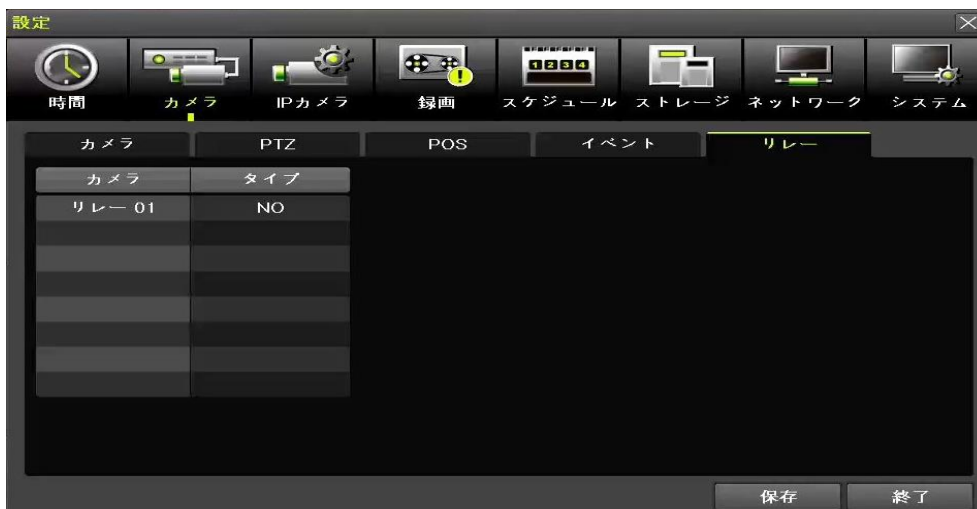 設定
時間 カメラ IPカメラ 録画 スケジュール ストレージ ネットワーク システム
カメラ PTZ POS イベント リレー
カメラ タイプ
リレー 01 NO
保存 終了